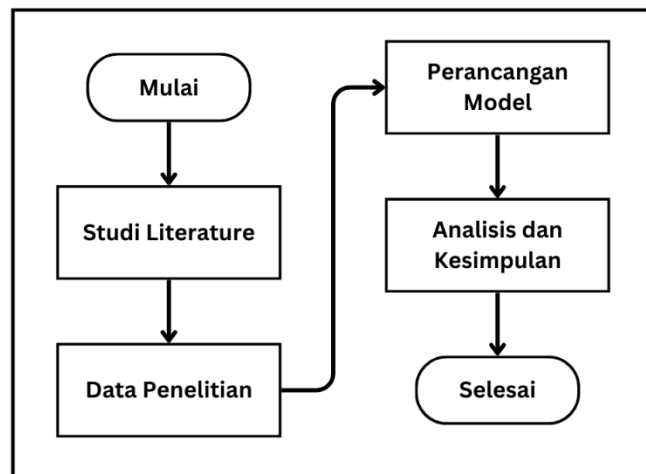 Mulai
Studi Literature
Data Penelitian
Perancangan
Model
Analisis dan
Kesimpulan
Selesai